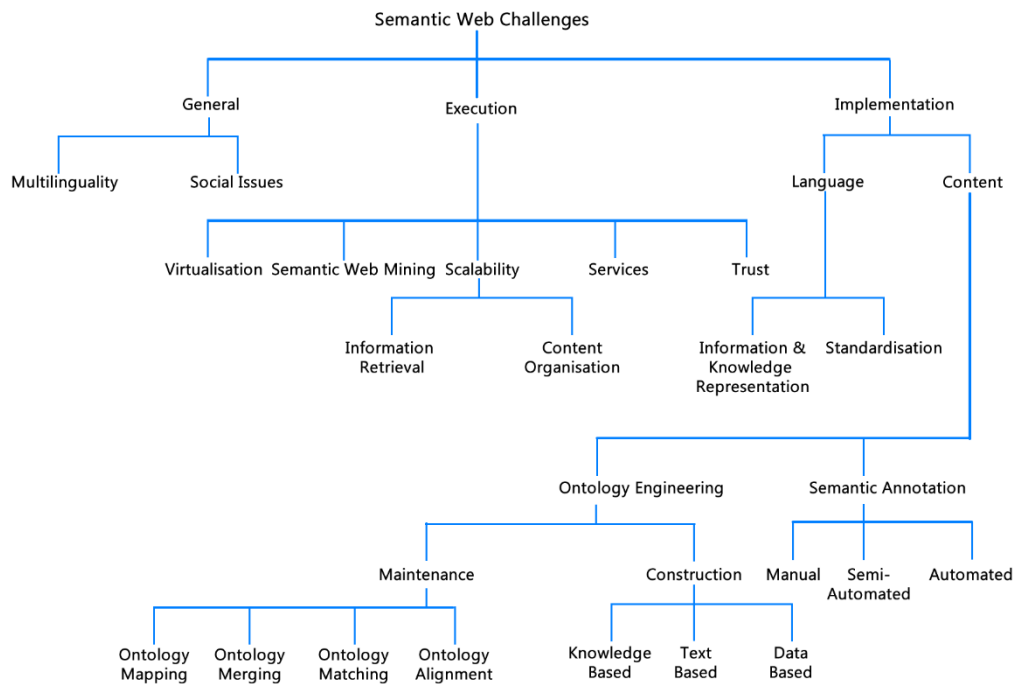 Semantic Web Challenges
General
Execution
Implementation
Multilinguality
Social Issues
Language
Content
Virtualisation
Semantic Web Mining
Scalability
Services
Trust
Information
Retrieval
Content
Organisation
Information &
Knowledge
Representation
Standardisation
Ontology Engineering
Semantic Annotation
Maintenance
Construction
Manual
Semi-
Automated
Automated
Ontology
Mapping
Ontology
Merging
Ontology
Matching
Ontology
Alignment
Knowledge
Based
Text
Based
Data
Based